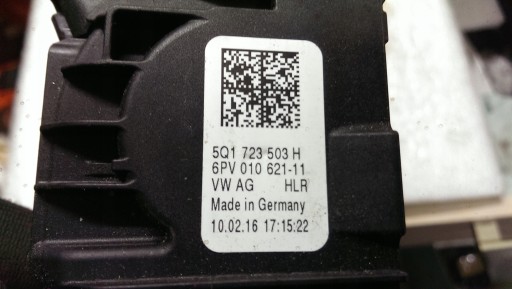 5Q1 723 503 H
6PV 010 621-11
VW AG HLR
Made in Germany
10.02.16 17:15:22